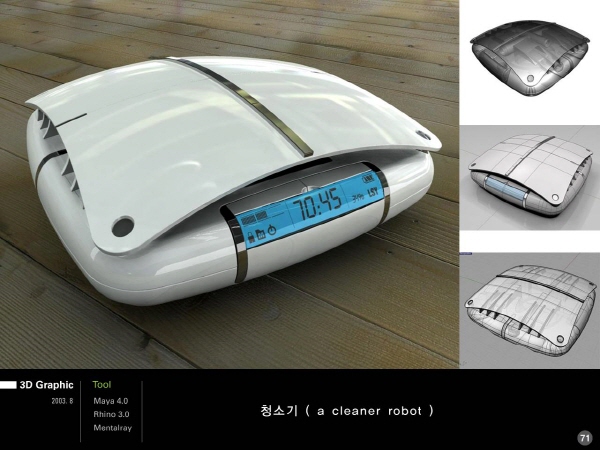 70:45
LST
3D Graphic
2003. 8
Tool
Maya 4.0
Rhino 3.0
Mentalray
청소기 ( a cleaner robot )
71